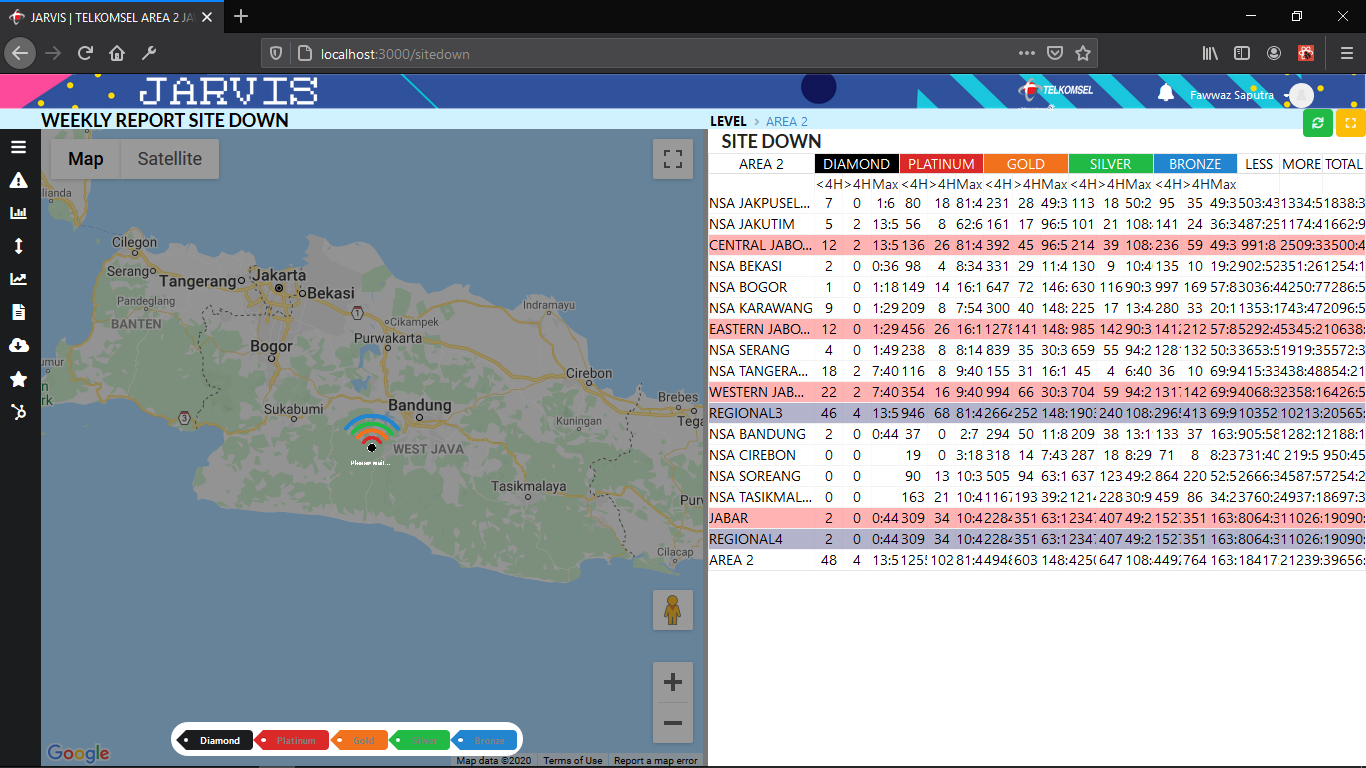 JARVIS | TELKOMSEL AREA 2 JA
localhost:3000/sitedown
JARVIS
TELKOMSEL
Fawwaz Saputra
WEEKLY REPORT SITE DOWN
LEVEL > AREA 2
Map Satellite
Cilegon
Serang
Tangerang
Jakarta
Bekasi
Pandeglang
BANTEN
Indramayu
Cikampek
Purwakarta
Bogor
Cirebon
Sukabumi
Bandung
Brebes
Kuningan
WEST JAVA
Please wait...
Tasikmalaya
Cilacap
Diamond Platinum Gold Silver Bronze
Google
Map data ©2020 Terms of Use Report a map error
SITE DOWN
AREA 2 DIAMOND PLATINUM GOLD SILVER BRONZE LESS MORE TOTAL
<4H >4H Max <4H >4H Max <4H >4H Max <4H >4H Max <4H >4H Max
NSA JAKPUSEL... 7 0 1:6 80 18 81:4 231 28 49:3 113 18 50:2 95 35 49:3 503:43 1334:5 1838:3
NSA JAKUTIM 5 2 13:5 56 8 62:6 161 17 96:5 101 21 108: 141 24 36:3 487:25 1174:4 1662:9
CENTRAL JABO... 12 2 13:5 136 26 81:4 392 45 96:5 214 39 108: 236 59 49:3 991:8 2509:3 3500:4
NSA BEKASI 2 0 0:36 98 4 8:34 331 29 11:4 130 9 10:4 135 10 19:2 902:52 351:26 1254:1
NSA BOGOR 1 0 1:18 149 14 16:1 647 72 146: 630 116 90:3 997 169 57:8 3036:4 4250:7 7286:5
NSA KARAWANG 9 0 1:29 209 8 7:54 300 40 148: 225 17 13:4 280 33 20:1 1353:1 743:47 2096:5
EASTERN JABO... 12 0 1:29 456 26 16:1 1278 141 148: 985 142 90:3 1412 212 57:8 5292:4 5345:2 10638:
NSA SERANG 4 0 1:49 238 8 8:14 839 35 30:3 659 55 94:2 128 132 50:3 3653:5 1919:3 5572:3
NSA TANGERA... 18 2 7:40 116 8 9:40 155 31 16:1 45 4 6:40 36 10 69:9 415:33 438:48 854:21
WESTERN JAB... 22 2 7:40 354 16 9:40 994 66 30:3 704 59 94:2 1317 142 69:9 4068:3 2358:1 6426:5
REGIONAL3 46 4 13:5 946 68 81:4 2664 252 148: 1903 240 108: 2965 413 69:9 10352 10213: 20565:
NSA BANDUNG 2 0 0:44 37 0 2:7 294 50 11:8 209 38 13:1 133 37 163: 905:58 1282:1 2188:1
NSA CIREBON 0 0 19 0 3:18 318 14 7:43 287 18 8:29 71 8 8:23 731:40 219:5 950:45
NSA SOREANG 0 0 90 13 10:3 505 94 63:1 637 123 49:2 864 220 52:5 2666:3 4587:5 7254:2
NSA TASIKMAL... 0 0 163 21 10:4 1167 193 39:2 1214 228 30:9 459 86 34:2 3760:2 4937:1 8697:3
JABAR 2 0 0:44 309 34 10:4 2284 351 63:1 2347 407 49:2 1527 351 163: 8064:3 11026: 19090:
REGIONAL4 2 0 0:44 309 34 10:4 2284 351 63:1 2347 407 49:2 1527 351 163: 8064:3 11026: 19090:
AREA 2 48 4 13:5 1255 102 81:4 4948 603 148: 4250 647 108: 4492 764 163: 18417 21239: 39656: